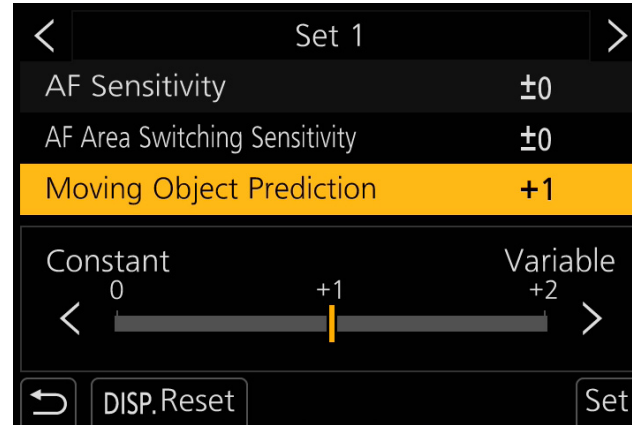 Set 1
AF Sensitivity ±0
AF Area Switching Sensitivity ±0
Moving Object Prediction +1
Constant Variable
0 +1 +2
DISP. Reset Set